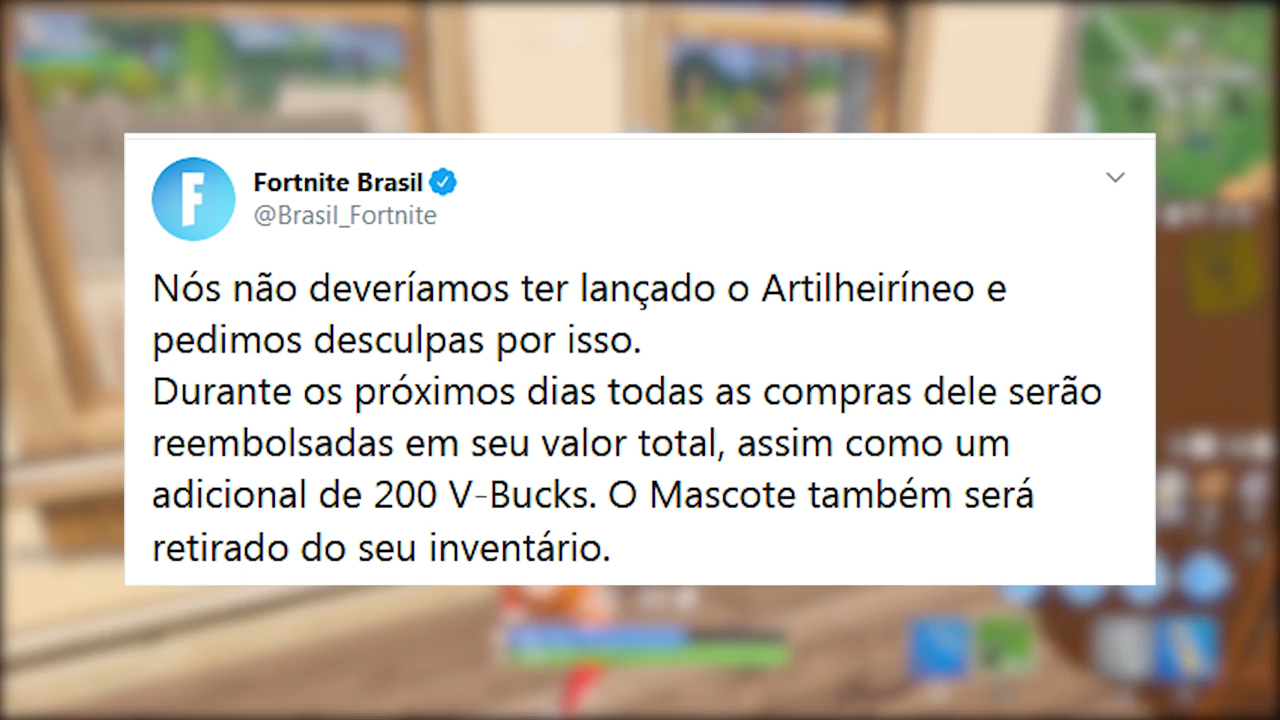 Fortnite Brasil
@Brasil_Fortnite
Nós não deveríamos ter lançado o Artilheiríneo e
pedimos desculpas por isso.
Durante os próximos dias todas as compras dele serão
reembolsadas em seu valor total, assim como um
adicional de 200 V-Bucks. O Mascote também será
retirado do seu inventário.